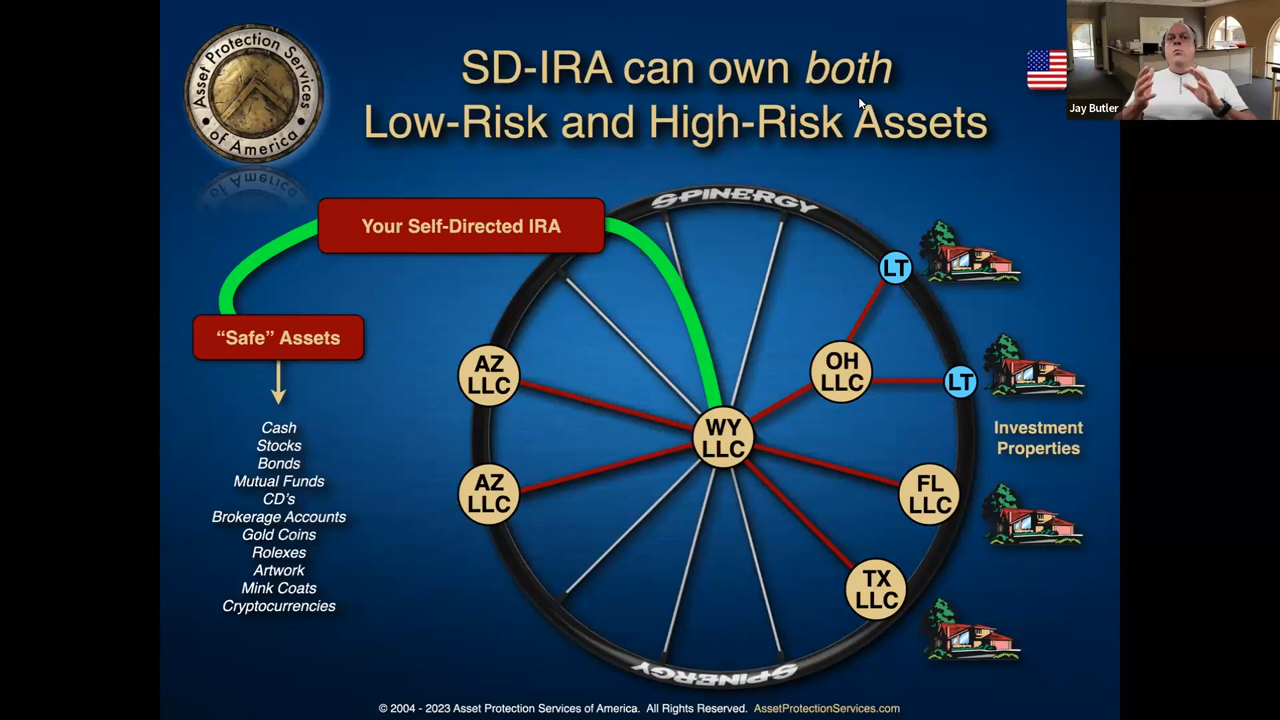 Asset Protection Services
of America
SD-IRA can own both
Low-Risk and High-Risk Assets
Jay Butler
SPINERGY
Your Self-Directed IRA
"Safe" Assets
Cash
Stocks
Bonds
Mutual Funds
CD's
Brokerage Accounts
Gold Coins
Rolexes
Artwork
Mink Coats
Cryptocurrencies
AZ
LLC
AZ
LLC
WY
LLC
OH
LLC
LT
LT
FL
LLC
TX
LLC
Investment
Properties
SPINERGY
© 2004 - 2023 Asset Protection Services of America. All Rights Reserved. AssetProtectionServices.com